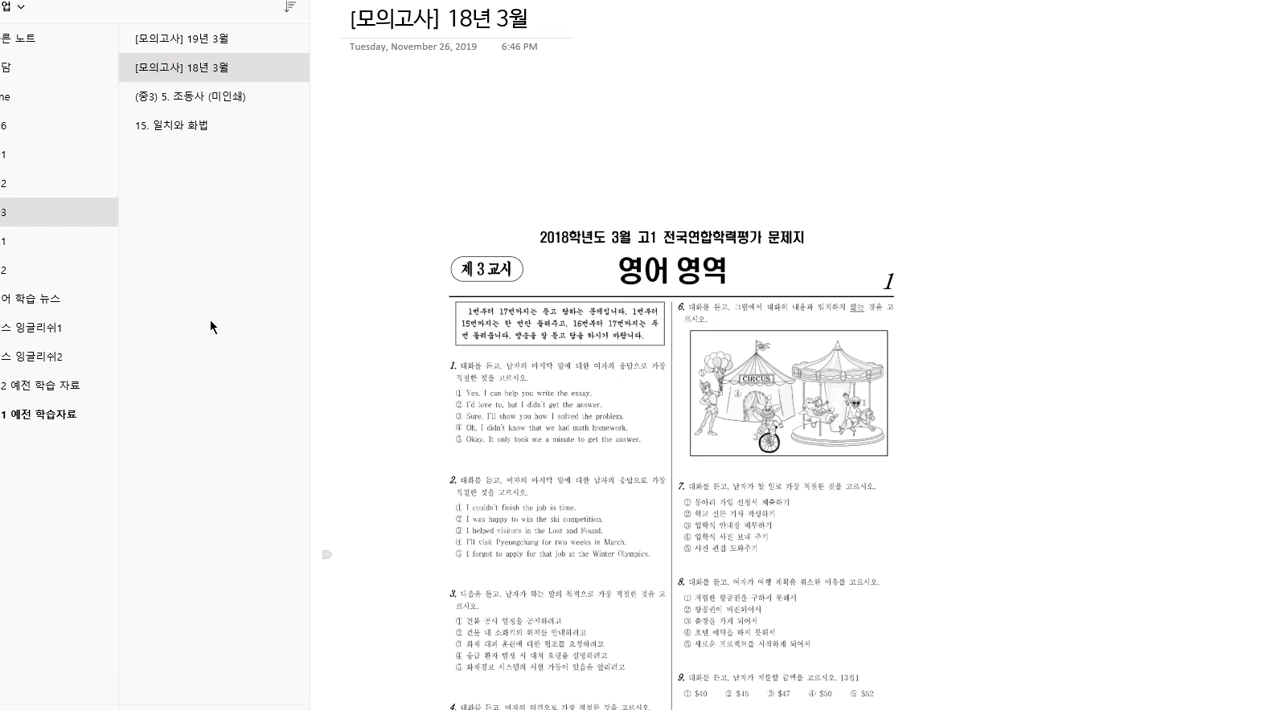 업
른 노트
담
ne
6
1
2
3
1
2
어 학습 뉴스
스 잉글리쉬1
스 잉글리쉬2
2 예전 학습 자료
1 예전 학습자료
[모의고사] 19년 3월
[모의고사] 18년 3월
(중3) 5. 조동사 (미인쇄)
15. 일치와 화법
[모의고사] 18년 3월
Tuesday, November 26, 2019 6:46 PM
2018학년도 3월 고1 전국연합학력평가 문제지
제 3 교시
영어 영역
1
1번부터 17번까지는 듣고 답하는 문제입니다. 1번부터
15번까지는 한 번만 들려주고, 16번부터 17번까지는 두
번 들려줍니다. 방송을 잘 듣고 답을 하시기 바랍니다.
1. 대화를 듣고, 남자의 마지막 말에 대한 여자의 응답으로 가장
적절한 것을 고르시오.
① Yes. I can help you write the essay.
② I'd love to, but I didn't get the answer.
③ Sure. I'll show you how I solved the problem.
④ Oh, I didn't know that we had math homework.
⑤ Okay. It only took me a minute to get the answer.
2. 대화를 듣고, 여자의 마지막 말에 대한 남자의 응답으로 가장
적절한 것을 고르시오.
① I couldn't finish the job in time.
② I was happy to win the ski competition.
③ I helped visitors in the Lost and Found.
④ I'll visit Pyeongchang for two weeks in March.
⑤ I forgot to apply for that job at the Winter Olympics.
3. 다음을 듣고, 남자가 하는 말의 목적으로 가장 적절한 것을 고
르시오.
① 건물 공사 일정을 공지하려고
② 건물 내 소화기의 위치를 안내하려고
③ 화재 대피 훈련에 대한 협조를 요청하려고
④ 응급 환자 발생 시 대처 요령을 설명하려고
⑤ 화재경보 시스템의 시험 가동이 있음을 알리려고
4. 대화를 듣고, 여자의 의견으로 가장 적절한 것을 고르시오.
6. 대화를 듣고, 그림에서 대화의 내용과 일치하지 않는 것을 고
르시오.
CIRCUS
7. 대화를 듣고, 남자가 할 일로 가장 적절한 것을 고르시오.
① 동아리 가입 신청서 제출하기
② 학교 신문 기사 작성하기
③ 입학식 안내장 배부하기
④ 입학식 사진 보내 주기
⑤ 사진 편집 도와주기
8. 대화를 듣고, 여자가 여행 계획을 취소한 이유를 고르시오.
① 저렴한 항공권을 구하지 못해서
② 항공권이 매진되어서
③ 출장을 가게 되어서
④ 호텔 예약을 하지 못해서
⑤ 새로운 프로젝트를 시작하게 되어서
9. 대화를 듣고, 남자가 지불할 금액을 고르시오. [3점]
① $40 ② $45 ③ $47 ④ $50 ⑤ $52